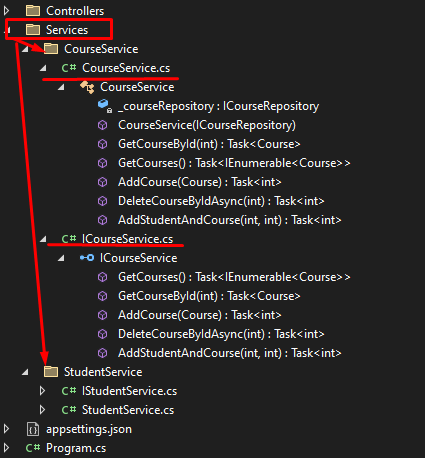 Controllers
Services
CourseService
C# CourseService.cs
CourseService
_courseRepository : ICourseRepository
CourseService(ICourseRepository)
GetCourseById(int) : Task<Course>
GetCourses() : Task<IEnumerable<Course>>
AddCourse(Course) : Task<int>
DeleteCourseByIdAsync(int) : Task<int>
AddStudentAndCourse(int, int) : Task<int>
C# ICourseService.cs
ICourseService
GetCourses() : Task<IEnumerable<Course>>
GetCourseById(int) : Task<Course>
AddCourse(Course) : Task<int>
DeleteCourseByIdAsync(int) : Task<int>
AddStudentAndCourse(int, int) : Task<int>
StudentService
C# IStudentService.cs
C# StudentService.cs
appsettings.json
C# Program.cs